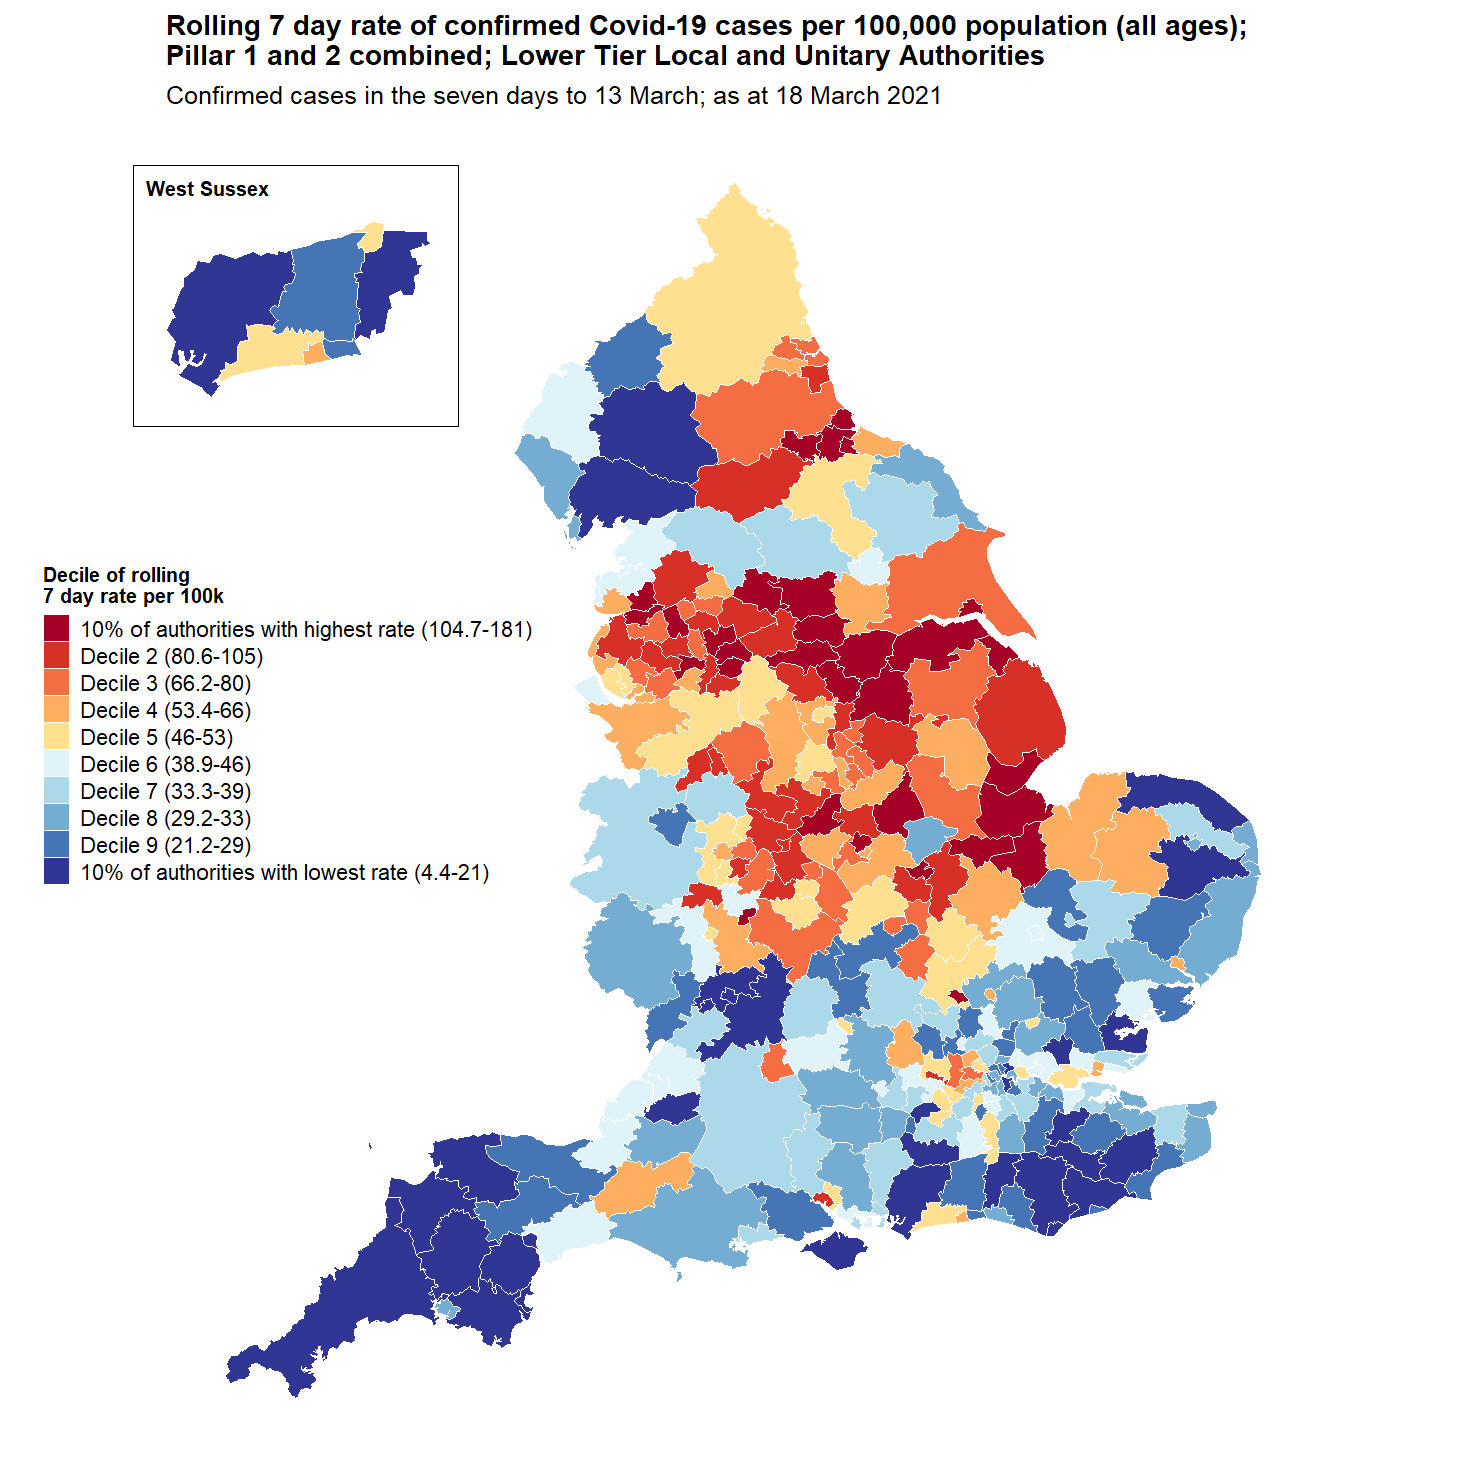 Rolling 7 day rate of confirmed Covid-19 cases per 100,000 population (all ages);
Pillar 1 and 2 combined; Lower Tier Local and Unitary Authorities
Confirmed cases in the seven days to 13 March; as at 18 March 2021
West Sussex
Decile of rolling
7 day rate per 100k
10% of authorities with highest rate (104.7-181)
Decile 2 (80.6-105)
Decile 3 (66.2-80)
Decile 4 (53.4-66)
Decile 5 (46-53)
Decile 6 (38.9-46)
Decile 7 (33.3-39)
Decile 8 (29.2-33)
Decile 9 (21.2-29)
10% of authorities with lowest rate (4.4-21)